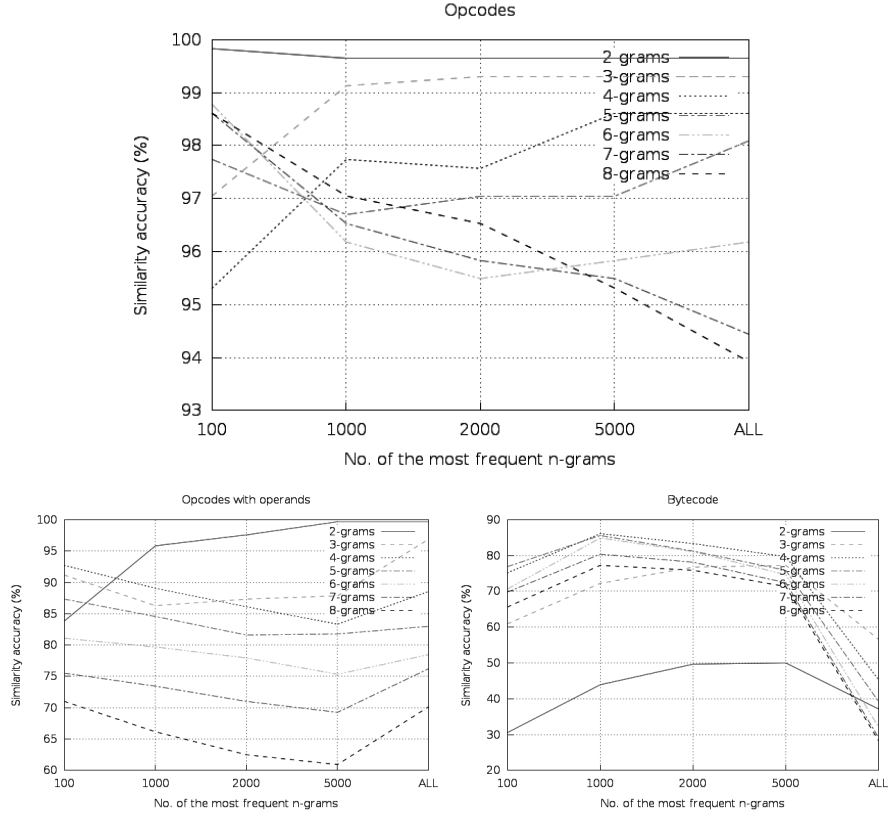 Opcodes
100
99
98
97
96
95
94
93
Similarity accuracy (%)
2-grams
3-grams
4-grams
5-grams
6-grams
7-grams
8-grams
100 1000 2000 5000 ALL
No. of the most frequent n-grams
Opcodes with operands
100
95
90
85
80
75
70
65
60
Similarity accuracy (%)
2-grams
3-grams
4-grams
5-grams
6-grams
7-grams
8-grams
100 1000 2000 5000 ALL
No. of the most frequent n-grams
Bytecode
90
80
70
60
50
40
30
20
Similarity accuracy (%)
2-grams
3-grams
4-grams
5-grams
6-grams
7-grams
8-grams
100 1000 2000 5000 ALL
No. of the most frequent n-grams